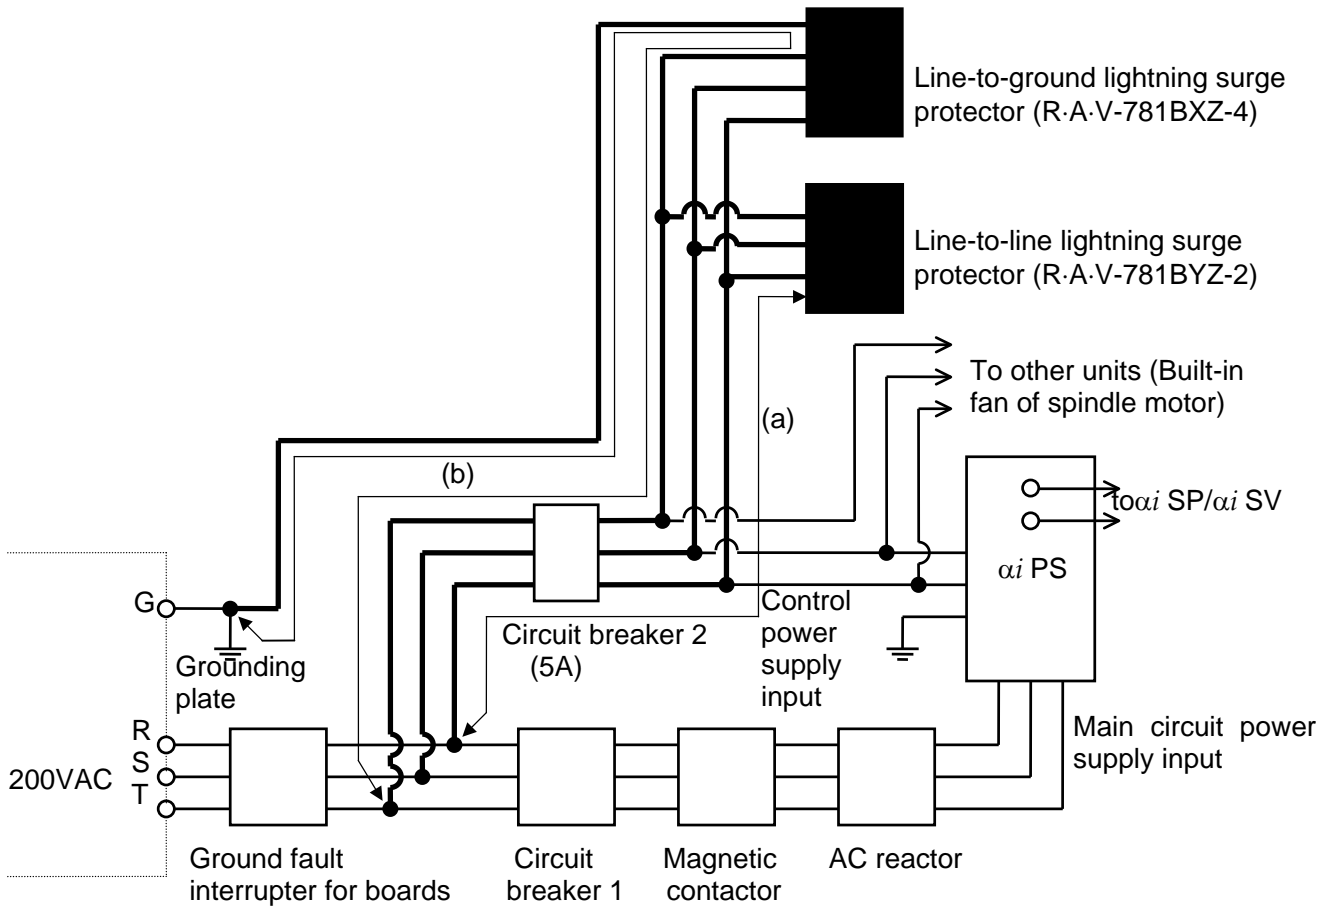 Line-to-ground lightning surge
protector (R·A·V-781BXZ-4)
Line-to-line lightning surge
protector (R·A·V-781BYZ-2)
To other units (Built-in
fan of spindle motor)
(a)
(b)
toαi SP/αi SV
αi PS
G
Control
power
supply
input
Circuit breaker 2
(5A)
Grounding
plate
R
S
T
200VAC
Main circuit power
supply input
Ground fault
interrupter for boards
Circuit
breaker 1
Magnetic
contactor
AC reactor